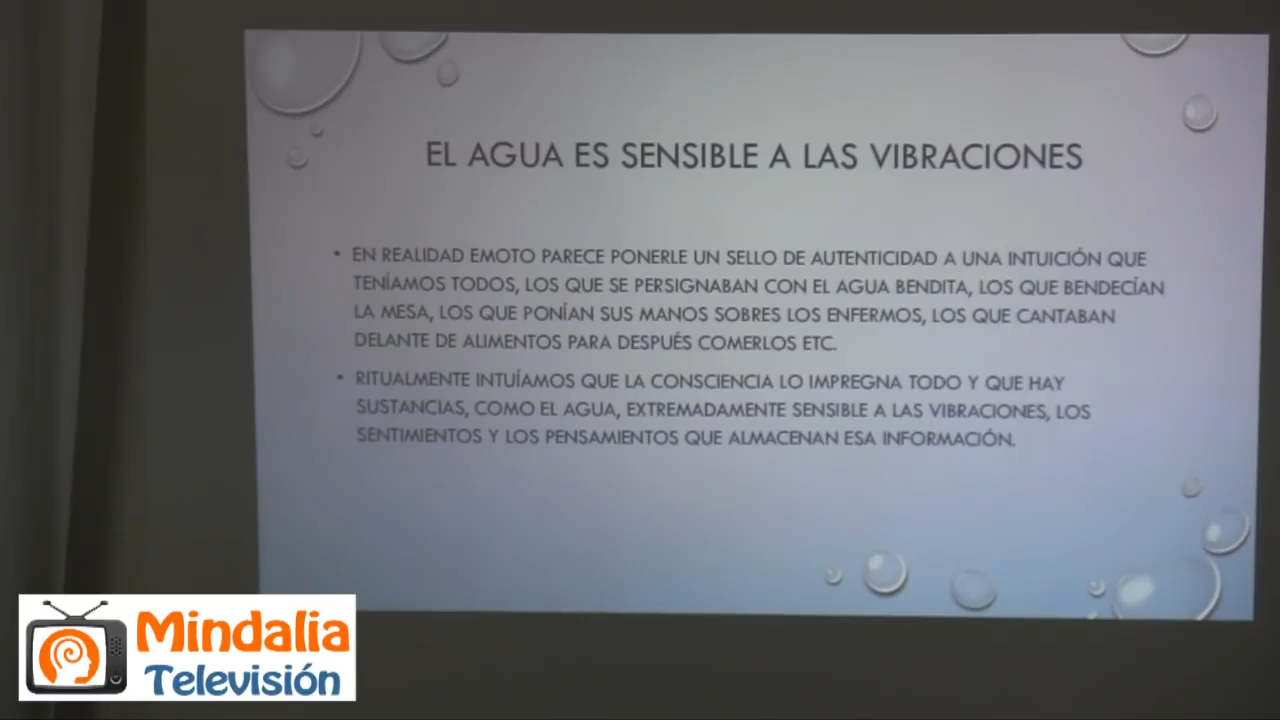 EL AGUA ES SENSIBLE A LAS VIBRACIONES
• EN REALIDAD EMOTO PARECE PONERLE UN SELLO DE AUTENTICIDAD A UNA INTUICIÓN QUE
TENÍAMOS TODOS, LOS QUE SE PERSIGNABAN CON EL AGUA BENDITA, LOS QUE BENDECÍAN
LA MESA, LOS QUE PONÍAN SUS MANOS SOBRES LOS ENFERMOS, LOS QUE CANTABAN
DELANTE DE ALIMENTOS PARA DESPUÉS COMERLOS ETC.
• RITUALMENTE INTUÍAMOS QUE LA CONSCIENCIA LO IMPREGNA TODO Y QUE HAY
SUSTANCIAS, COMO EL AGUA, EXTREMADAMENTE SENSIBLE A LAS VIBRACIONES, LOS
SENTIMIENTOS Y LOS PENSAMIENTOS QUE ALMACENAN ESA INFORMACIÓN.
Mindalia
Televisión